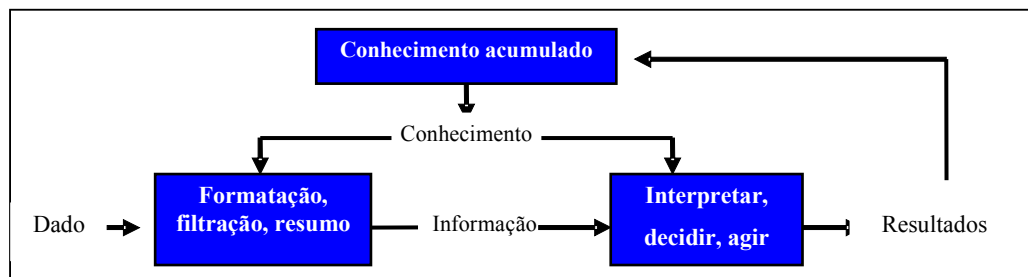 Conhecimento acumulado
Conhecimento
Formatação,
filtração, resumo
Interpretar,
decidir, agir
Dado
Informação
Resultados